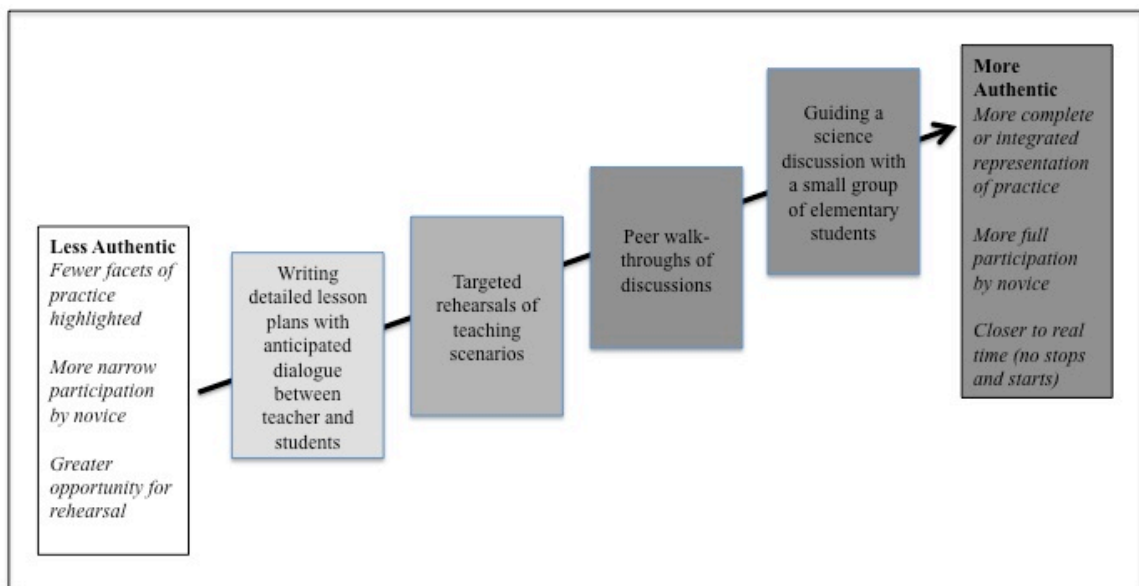 Less Authentic
Fewer facets of
practice
highlighted
More narrow
participation
by novice
Greater
opportunity for
rehearsal
Writing
detailed lesson
plans with
anticipated
dialogue
between
teacher and
students
Targeted
rehearsals of
teaching
scenarios
Peer walk-
throughs of
discussions
Guiding a
science
discussion with
a small group
of elementary
students
More
Authentic
More complete
or integrated
representation
of practice
More full
participation
by novice
Closer to real
time (no stops
and starts)